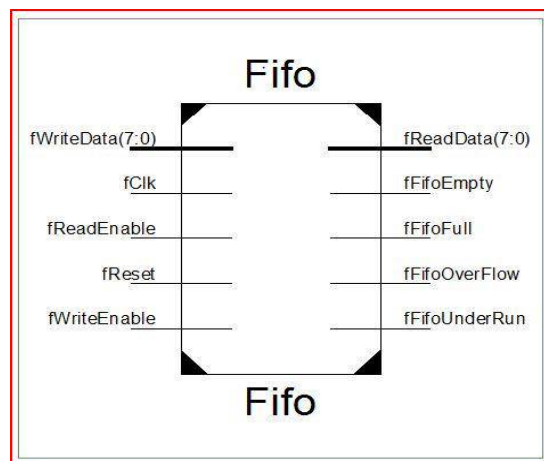 Fifo
fWriteData(7:0)
fReadData(7:0)
fClk
fFifoEmpty
fReadEnable
fFifoFull
fReset
fFifoOverFlow
fWriteEnable
fFifoUnderRun
Fifo